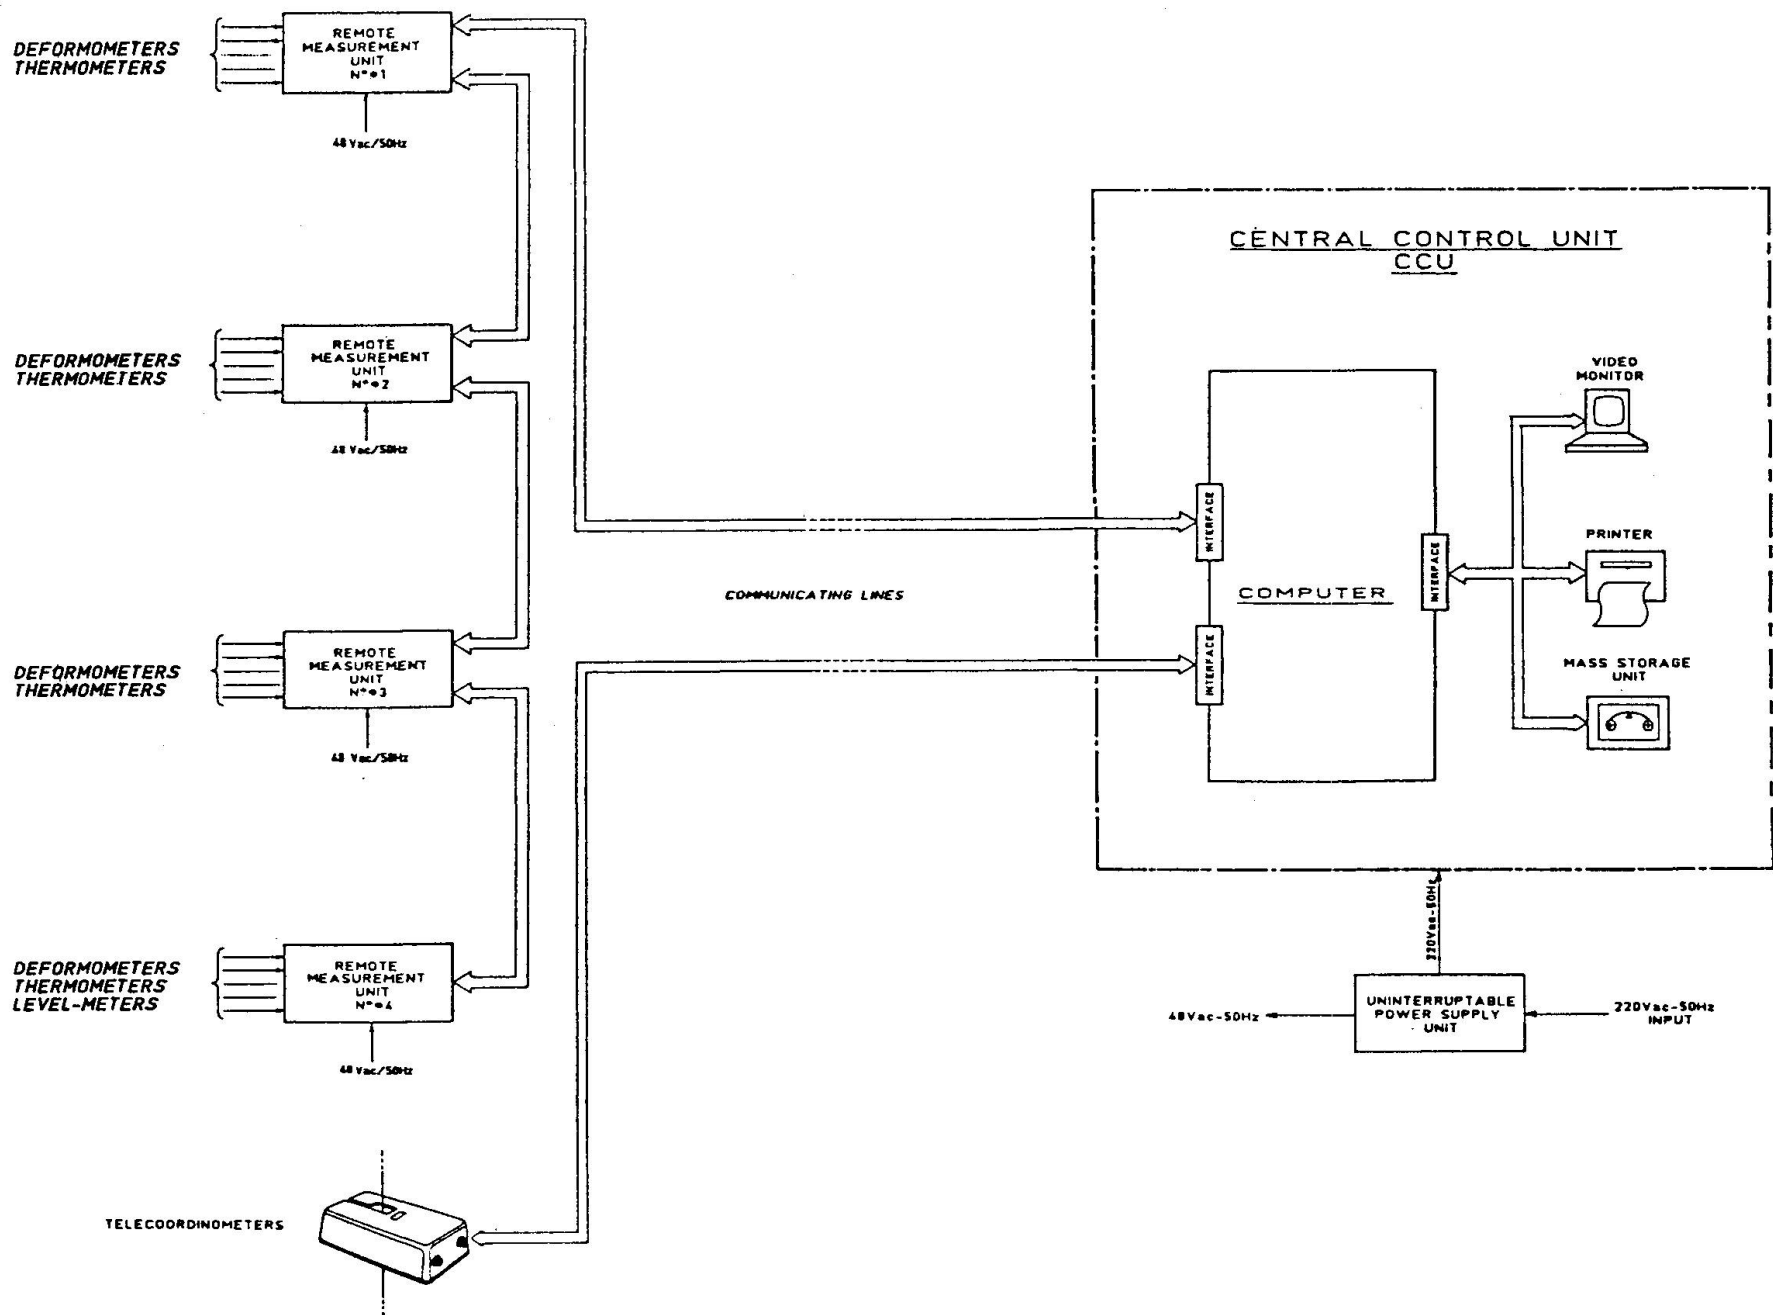 DEFORMOMETERS
THERMOMETERS
REMOTE
MEASUREMENT
UNIT
N°•1
48 Vac/50Hz
DEFORMOMETERS
THERMOMETERS
REMOTE
MEASUREMENT
UNIT
N°•2
48 Vac/50Hz
DEFORMOMETERS
THERMOMETERS
REMOTE
MEASUREMENT
UNIT
N°•3
48 Vac/50Hz
DEFORMOMETERS
THERMOMETERS
LEVEL-METERS
REMOTE
MEASUREMENT
UNIT
N°•4
48 Vac/50Hz
TELECOORDINOMETERS
COMMUNICATING LINES
CENTRAL CONTROL UNIT
CCU
INTERFACE
INTERFACE
COMPUTER
INTERFACE
VIDEO
MONITOR
PRINTER
MASS STORAGE
UNIT
220Vac-50Hz
48Vac-50Hz
UNINTERRUPTABLE
POWER SUPPLY
UNIT
220Vac-50Hz
INPUT